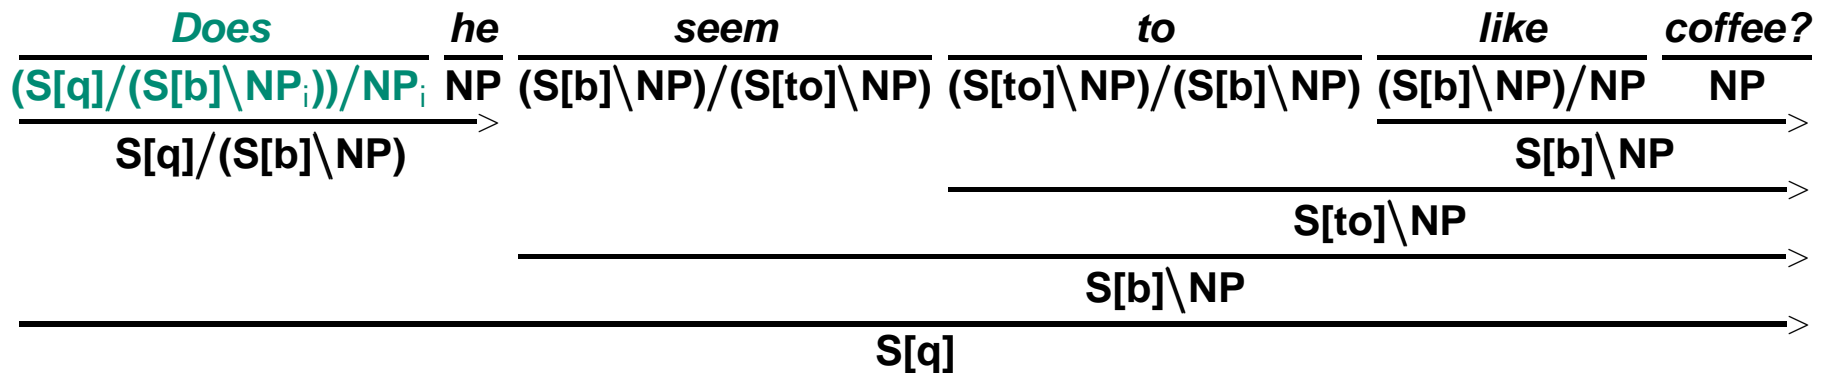 Does he seem to like coffee?
(S[q]/(S[b]\NPi))/NPi NP (S[b]\NP)/(S[to]\NP) (S[to]\NP)/(S[b]\NP) (S[b]\NP)/NP NP
> >
S[q]/(S[b]\NP) S[b]\NP
>
S[to]\NP
>
S[b]\NP
>
S[q]